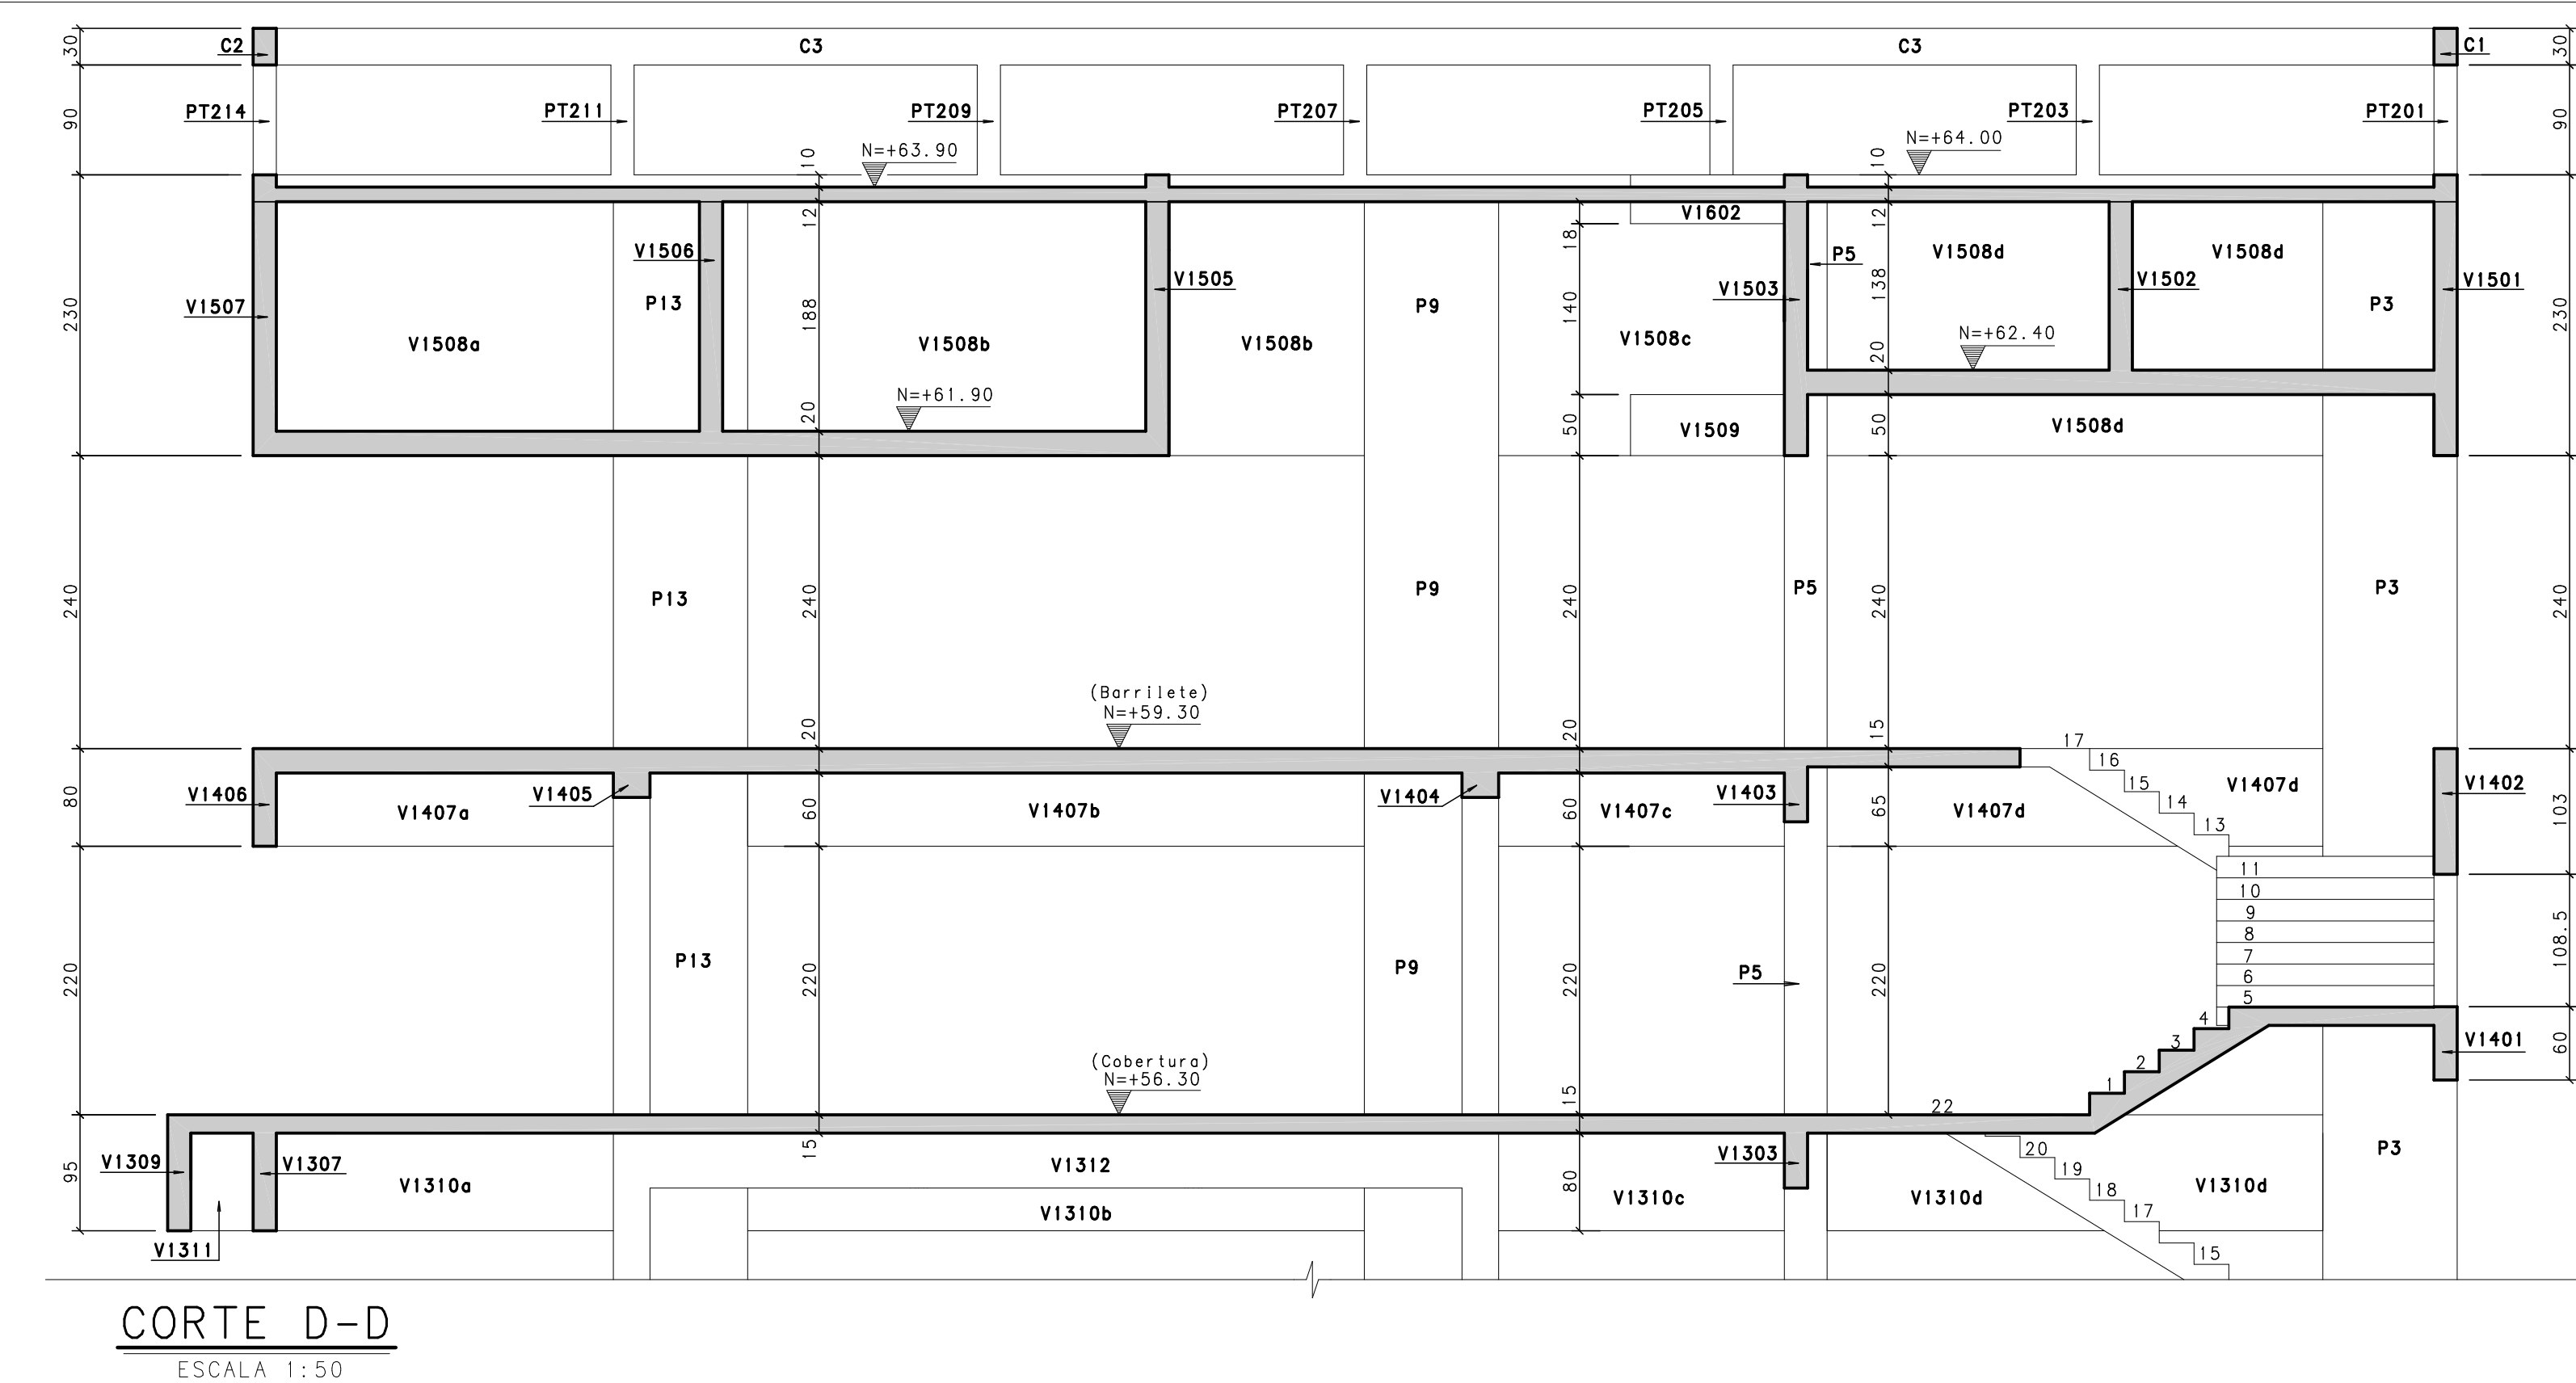 30
C2
C3
C3
C1
30
90
PT214
PT211
PT209
PT207
PT205
PT203
PT201
90
N=+63.90
N=+64.00
10
10
12
V1602
12
18
V1506
P5
V1508d
V1508d
V1505
V1503
138
V1502
V1501
230
V1507
P13
188
P9
140
P3
230
V1508a
V1508b
V1508b
V1508c
N=+62.40
20
N=+61.90
20
50
V1509
50
V1508d
240
P13
240
P9
240
P5
240
P3
240
(Barrilete)
N=+59.30
20
20
15
17
16
15
14
13
80
V1406
V1407a
V1405
60
V1407b
V1404
60
V1407c
V1403
65
V1407d
V1407d
V1402
103
11
10
9
8
7
6
5
108.5
220
P13
220
P9
220
P5
220
4
3
2
1
V1401
60
(Cobertura)
N=+56.30
15
22
95
V1309
V1307
V1310a
15
V1312
V1310b
80
V1310c
V1303
V1310d
20
19
18
17
15
V1310d
P3
V1311
CORTE D-D
ESCALA 1:50